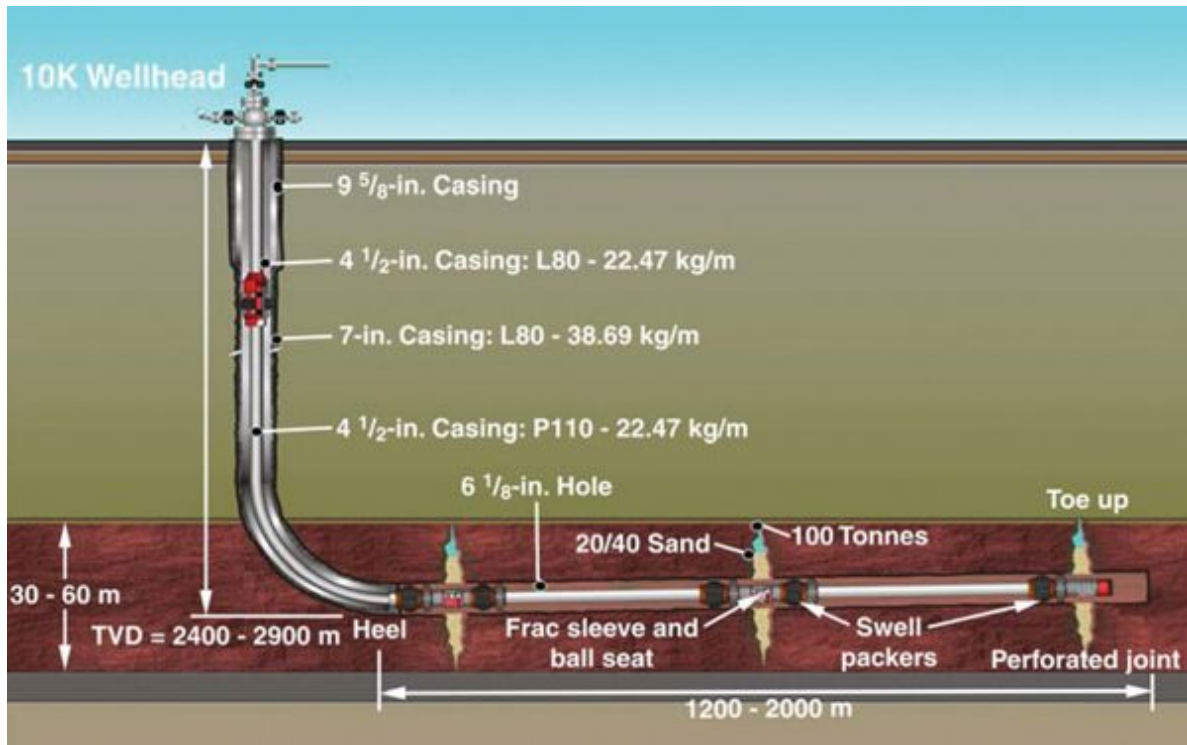 10K Wellhead
9 5/8-in. Casing
4 1/2-in. Casing: L80 - 22.47 kg/m
7-in. Casing: L80 - 38.69 kg/m
4 1/2-in. Casing: P110 - 22.47 kg/m
6 1/8-in. Hole
Toe up
20/40 Sand
100 Tonnes
30 - 60 m
TVD = 2400 - 2900 m
Heel
Frac sleeve and
ball seat
Swell
packers
Perforated joint
1200 - 2000 m